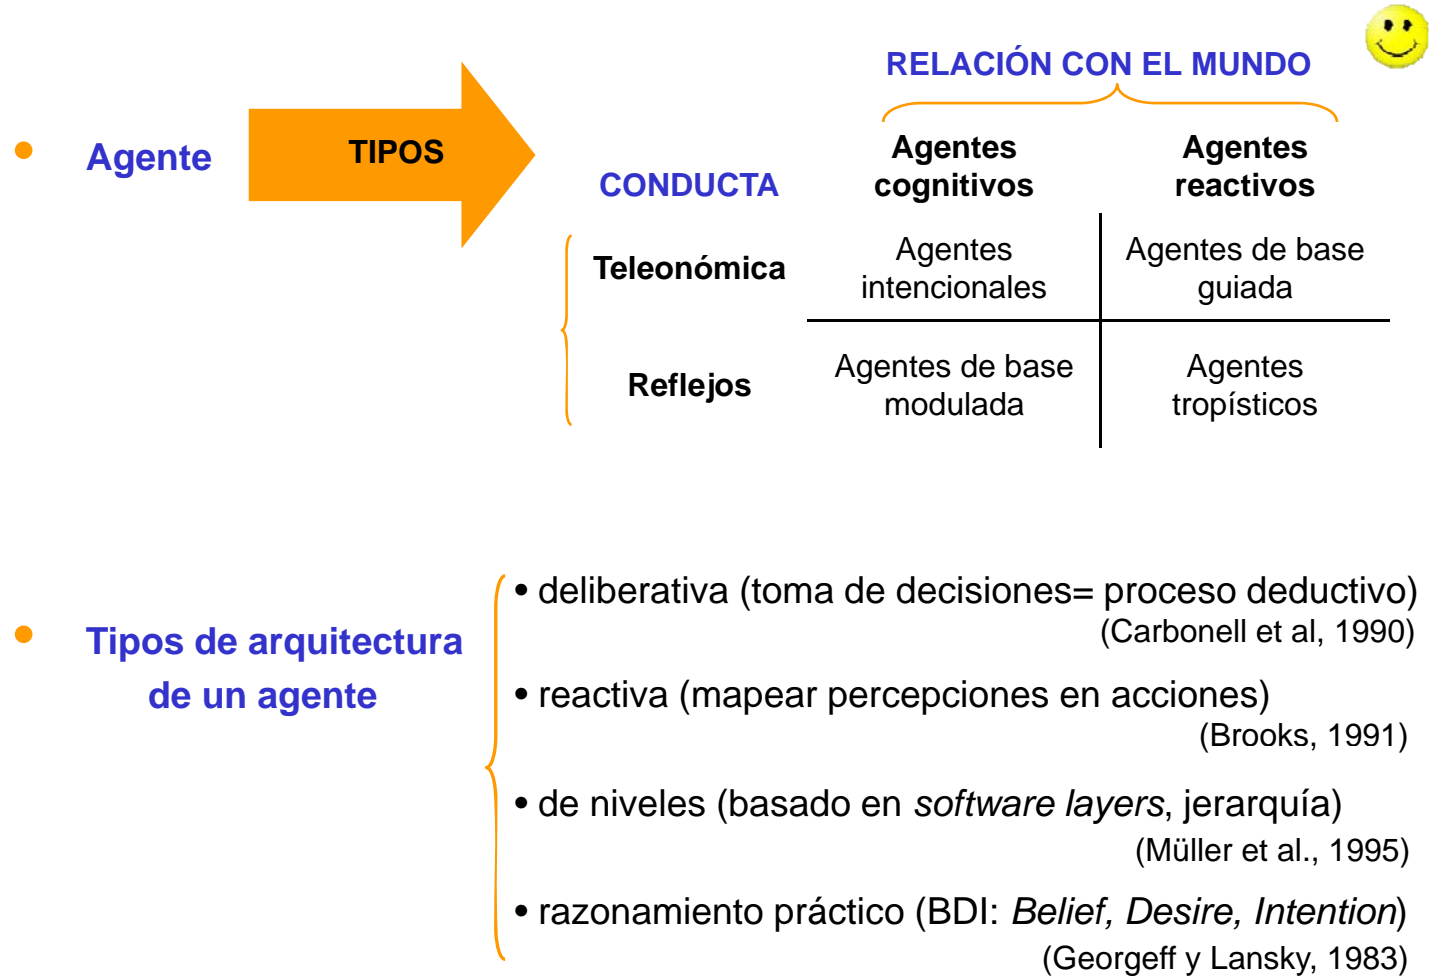 RELACIÓN CON EL MUNDO
• Agente
TIPOS
CONDUCTA
Agentes cognitivos
Agentes reactivos
Teleonómica
Agentes intencionales
Agentes de base guiada
Reflejos
Agentes de base modulada
Agentes tropísticos
• Tipos de arquitectura
de un agente
• deliberativa (toma de decisiones= proceso deductivo)
(Carbonell et al, 1990)
• reactiva (mapear percepciones en acciones)
(Brooks, 1991)
• de niveles (basado en software layers, jerarquía)
(Müller et al., 1995)
• razonamiento práctico (BDI: Belief, Desire, Intention)
(Georgeff y Lansky, 1983)